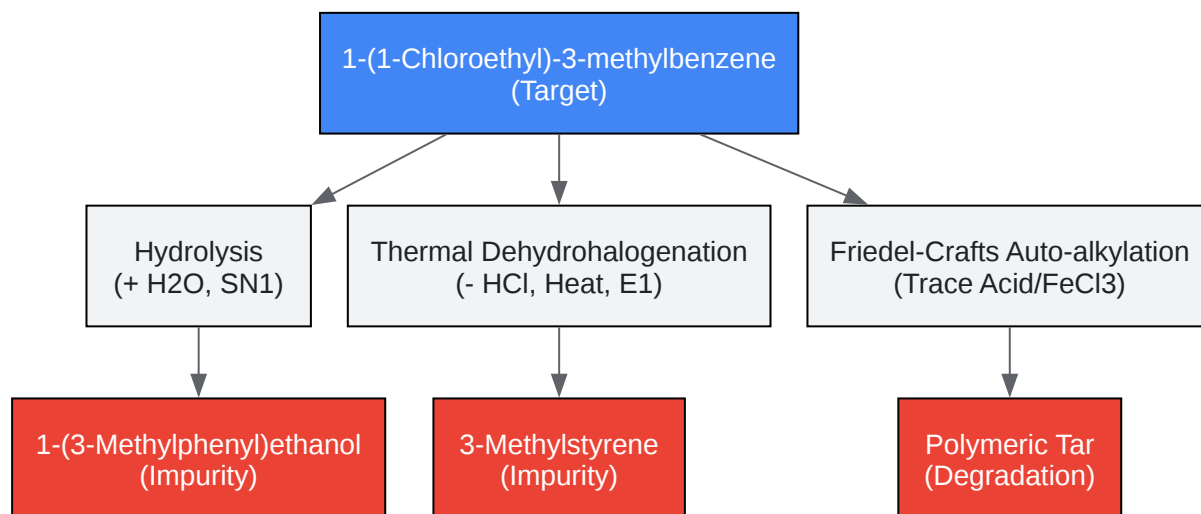 1-(1-Chloroethyl)-3-methylbenzene
(Target)
Hydrolysis
(+ H2O, SN1)
Thermal Dehydrohalogenation
(- HCl, Heat, E1)
Friedel-Crafts Auto-alkylation
(Trace Acid/FeCl3)
1-(3-Methylphenyl)ethanol
(Impurity)
3-Methylstyrene
(Impurity)
Polymeric Tar
(Degradation)